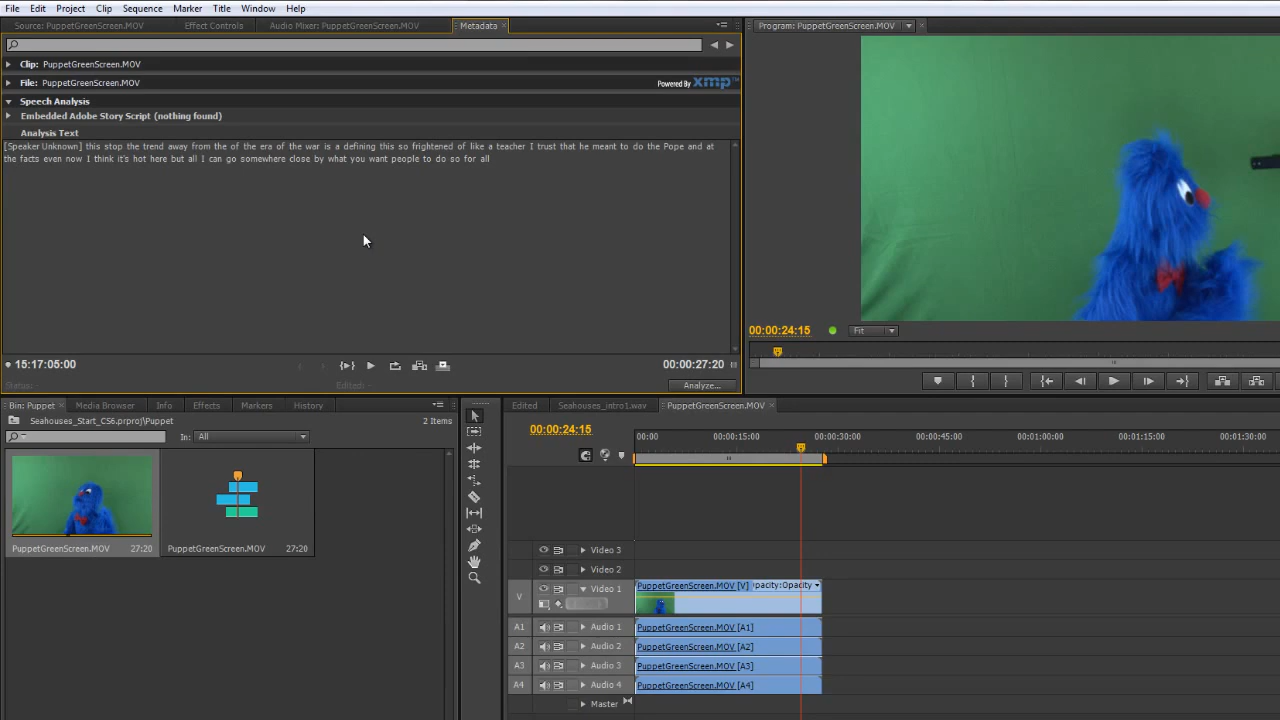 File Edit Project Clip Sequence Marker Title Window Help
Source: PuppetGreenScreen.MOV Effect Controls Audio Mixer: PuppetGreenScreen.MOV Metadata
Program: PuppetGreenScreen.MOV
Clip: PuppetGreenScreen.MOV
File: PuppetGreenScreen.MOV Powered By xmp™
Speech Analysis
Embedded Adobe Story Script (nothing found)
Analysis Text
[Speaker Unknown] this stop the trend away from the of the era of the war is a defining this so frightened of like a teacher I trust that he meant to do the Pope and at
the facts even now I think it's hot here but all I can go somewhere close by what you want people to do so for all
00:00:24:15 Fit
15:17:05:00 00:00:27:20
Status: - Edited: - Analyze...
Bin: Puppet Media Browser Info Effects Markers History
Seahouses_Start_CS6.prproj\Puppet 2 Items
In: All
PuppetGreenScreen.MOV 27:20 PuppetGreenScreen.MOV 27:20
Edited Seahouses_intro1.wav PuppetGreenScreen.MOV
00:00:24:15
00:00 00:00:15:00 00:00:30:00 00:00:45:00 00:01:00:00 00:01:15:00 00:01:30:00
Video 3
Video 2
V Video 1 PuppetGreenScreen.MOV [V] pacity:Opacity
A1 Audio 1 PuppetGreenScreen.MOV [A1]
A2 Audio 2 PuppetGreenScreen.MOV [A2]
A3 Audio 3 PuppetGreenScreen.MOV [A3]
A4 Audio 4 PuppetGreenScreen.MOV [A4]
Master